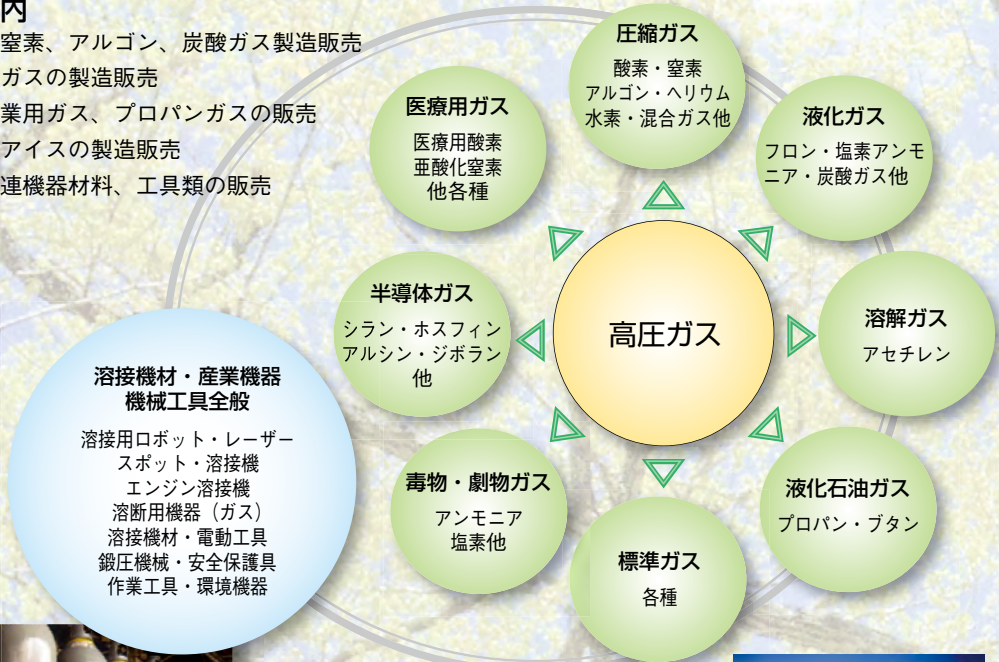 内
窒素、アルゴン、炭酸ガス製造販売
ガスの製造販売
業用ガス、プロパンガスの販売
アイスの製造販売
連機器材料、工具類の販売
圧縮ガス
酸素・窒素
アルゴン・ヘリウム
水素・混合ガス他
医療用ガス
医療用酸素
亜酸化窒素
他各種
液化ガス
フロン・塩素アンモ
ニア・炭酸ガス他
半導体ガス
シラン・ホスフィン
アルシン・ジボラン
他
高圧ガス
溶解ガス
アセチレン
溶接機材・産業機器
機械工具全般
溶接用ロボット・レーザー
スポット・溶接機
エンジン溶接機
溶断用機器（ガス）
溶接機材・電動工具
鍛圧機械・安全保護具
作業工具・環境機器
毒物・劇物ガス
アンモニア
塩素他
液化石油ガス
プロパン・ブタン
標準ガス
各種